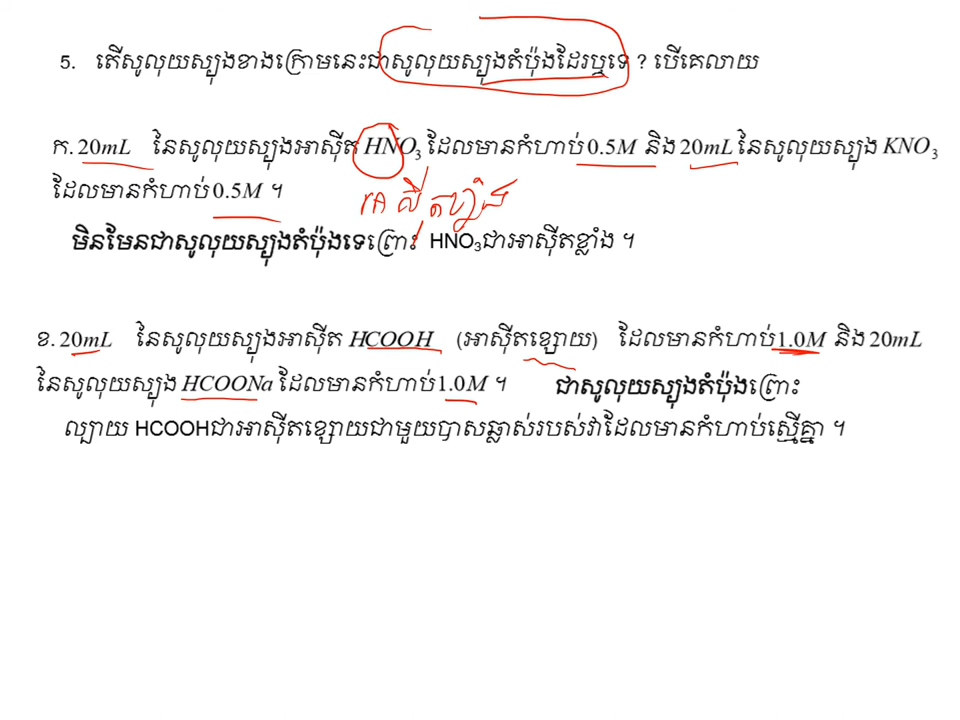 5. តើសូលុយស្យុងខាងក្រោមនេះជាសូលុយស្យុងតំប៉ុងដែរឬទេ ? បើគេលាយ
ក. 20mL នៃសូលុយស្យុងអាស៊ីត HNO₃ ដែលមានកំហាប់ 0.5M និង 20mL នៃសូលុយស្យុង KNO₃
ដែលមានកំហាប់ 0.5M ។
មិនមែនជាសូលុយស្យុងតំប៉ុងទេព្រោះ HNO₃ជាអាស៊ីតខ្លាំង ។
ខ. 20mL នៃសូលុយស្យុងអាស៊ីត HCOOH (អាស៊ីតខ្សោយ) ដែលមានកំហាប់1.0M និង 20mL
នៃសូលុយស្យុង HCOONa ដែលមានកំហាប់1.0M ។ ជាសូលុយស្យុងតំប៉ុងព្រោះ
ល្បាយ HCOOHជាអាស៊ីតខ្សោយជាមួយបាសឆ្លាស់របស់វាដែលមានកំហាប់ស្មើគ្នា ។